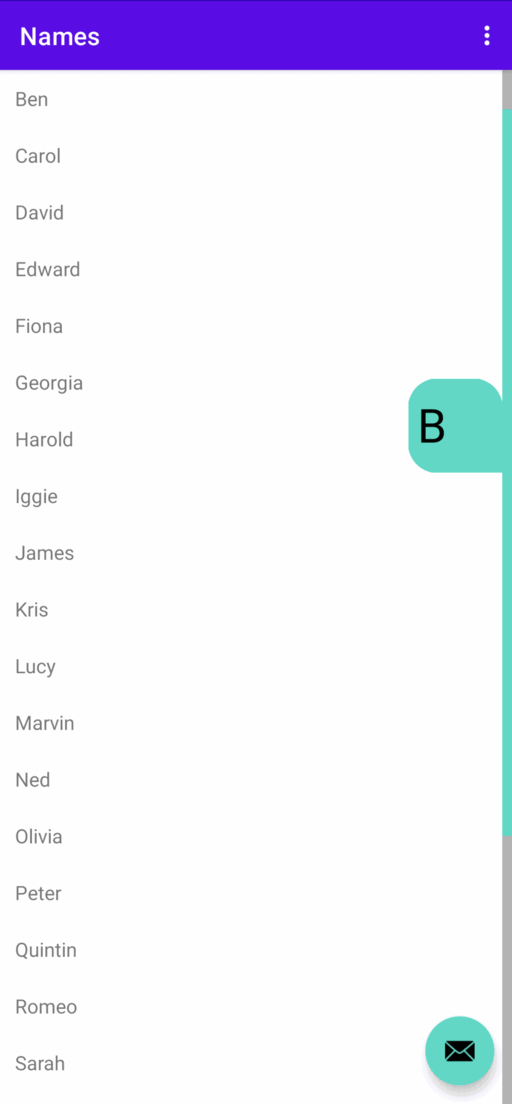 Names
Ben
Carol
David
Edward
Fiona
Georgia
Harold
B
Iggie
James
Kris
Lucy
Marvin
Ned
Olivia
Peter
Quintin
Romeo
Sarah